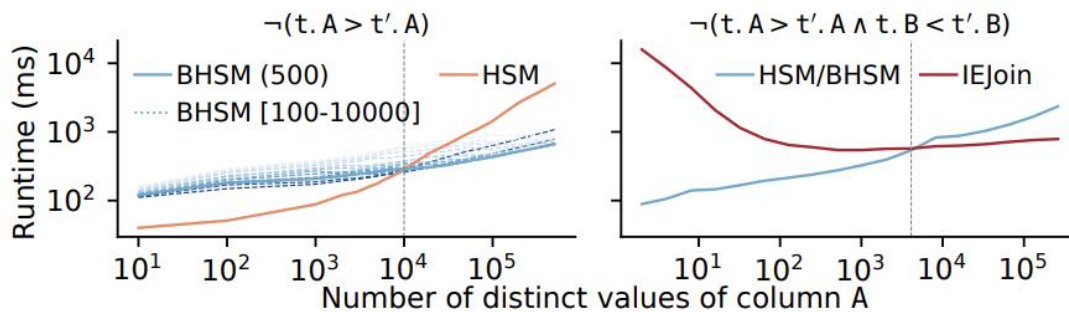 ¬(t.A > t′.A)
¬(t.A > t′.A ∧ t.B < t′.B)
Runtime (ms)
10⁴
10³
10²
BHSM (500)
HSM
BHSM [100-10000]
HSM/BHSM
IEJoin
10¹ 10² 10³ 10⁴ 10⁵
10¹ 10² 10³ 10⁴ 10⁵
Number of distinct values of column A